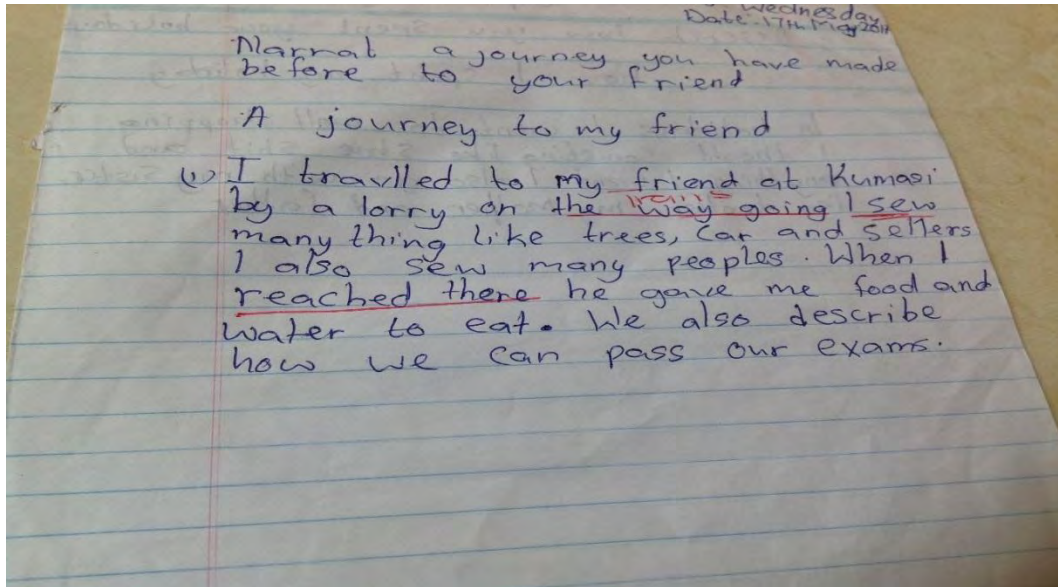 Wednesday
Date: 17th May 2011
Narrat a journey you have made
before to your friend
A journey to my friend
(1) I travlled to my friend at Kumasi
by a lorry on the way going I sew
many thing like trees, car and sellers
I also sew many peoples. When I
reached there he gave me food and
water to eat. We also describe
how we can pass our exams.